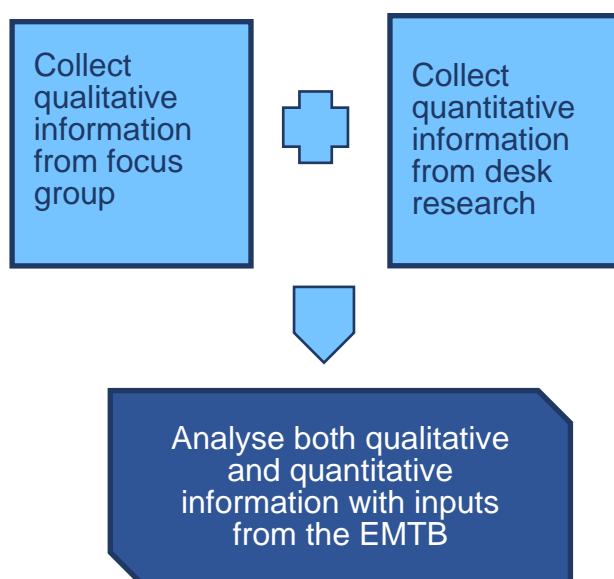 Collect
qualitative
information
from focus
group
Collect
quantitative
information
from desk
research
Analyse both qualitative
and quantitative
information with inputs
from the EMTB